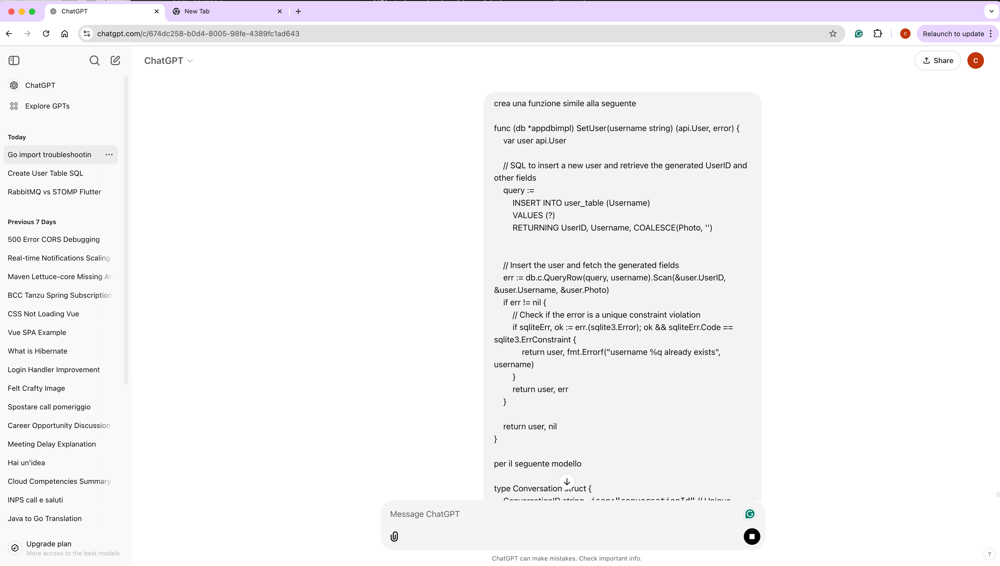 ChatGPT
New Tab
chatgpt.com/c/674dc258-b0d4-8005-98fe-4389fc1ad643
C
Relaunch to update
ChatGPT
Share
C
ChatGPT
Explore GPTs
Today
Go import troubleshootin
Create User Table SQL
RabbitMQ vs STOMP Flutter
Previous 7 Days
500 Error CORS Debugging
Real-time Notifications Scaling
Maven Lettuce-core Missing Ar
BCC Tanzu Spring Subscription
CSS Not Loading Vue
Vue SPA Example
What is Hibernate
Login Handler Improvement
Felt Crafty Image
Spostare call pomeriggio
Career Opportunity Discussion
Meeting Delay Explanation
Hai un'idea
Cloud Competencies Summary
INPS call e saluti
Java to Go Translation
Upgrade plan
More access to the best models
crea una funzione simile alla seguente
func (db *appdbimpl) SetUser(username string) (api.User, error) {
var user api.User
// SQL to insert a new user and retrieve the generated UserID and
other fields
query :=
INSERT INTO user_table (Username)
VALUES (?)
RETURNING UserID, Username, COALESCE(Photo, '')
// Insert the user and fetch the generated fields
err := db.c.QueryRow(query, username).Scan(&user.UserID,
&user.Username, &user.Photo)
if err != nil {
// Check if the error is a unique constraint violation
if sqliteErr, ok := err.(sqlite3.Error); ok && sqliteErr.Code ==
sqlite3.ErrConstraint {
return user, fmt.Errorf("username %q already exists",
username)
}
return user, err
}
return user, nil
}
per il seguente modello
type Conversation struct {
ConversationID string json:"conversationId" // Unique
Message ChatGPT
ChatGPT can make mistakes. Check important info.
?